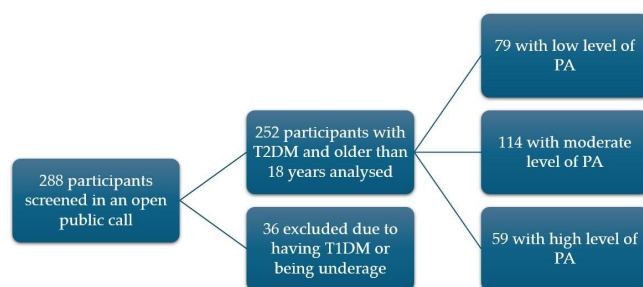 288 participants
screened in an open
public call
252 participants with
T2DM and older than
18 years analysed
36 excluded due to
having T1DM or
being underage
79 with low level of
PA
114 with moderate
level of PA
59 with high level of
PA